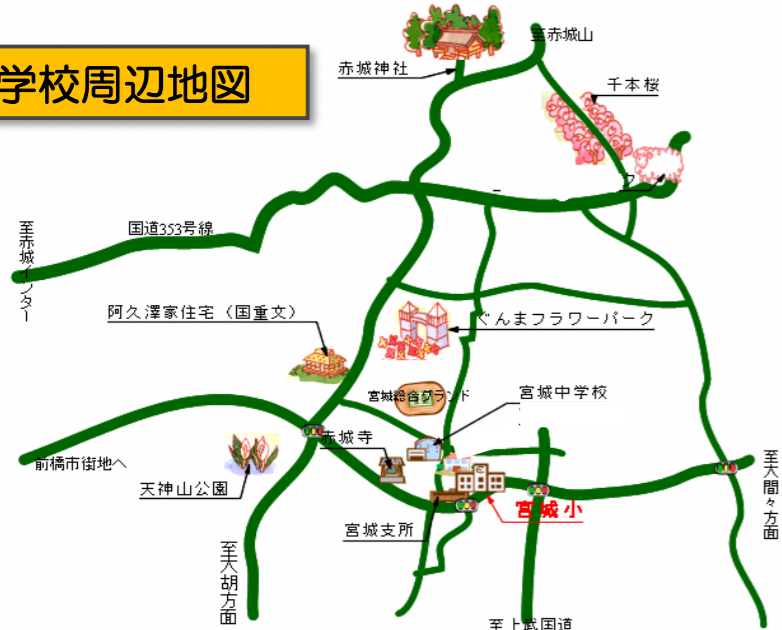 学校周辺地図
至赤城山
赤城神社
千本桜
ク
国道353号線
至赤城インター
阿久澤家住宅（国重文）
ぐんまフラワーパーク
宮城総合グランド
宮城中学校
赤城寺
前橋市街地へ
天神山公園
宮城支所
宮城小
至大間々方面
至大胡方面
至上武国道